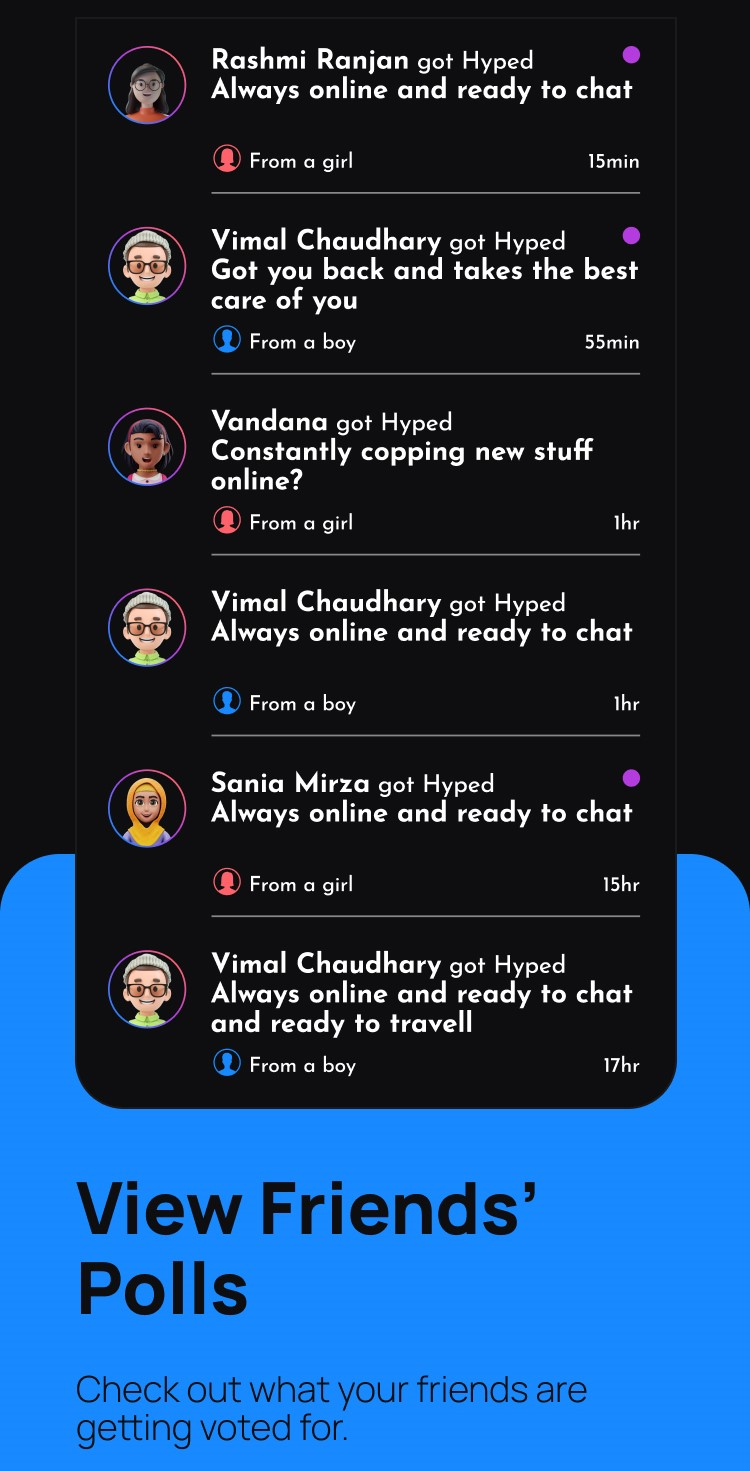 Rashmi Ranjan got Hyped
Always online and ready to chat
From a girl 15min
Vimal Chaudhary got Hyped
Got you back and takes the best
care of you
From a boy 55min
Vandana got Hyped
Constantly copping new stuff
online?
From a girl 1hr
Vimal Chaudhary got Hyped
Always online and ready to chat
From a boy 1hr
Sania Mirza got Hyped
Always online and ready to chat
From a girl 15hr
Vimal Chaudhary got Hyped
Always online and ready to chat
and ready to travell
From a boy 17hr
View Friends’
Polls
Check out what your friends are
getting voted for.